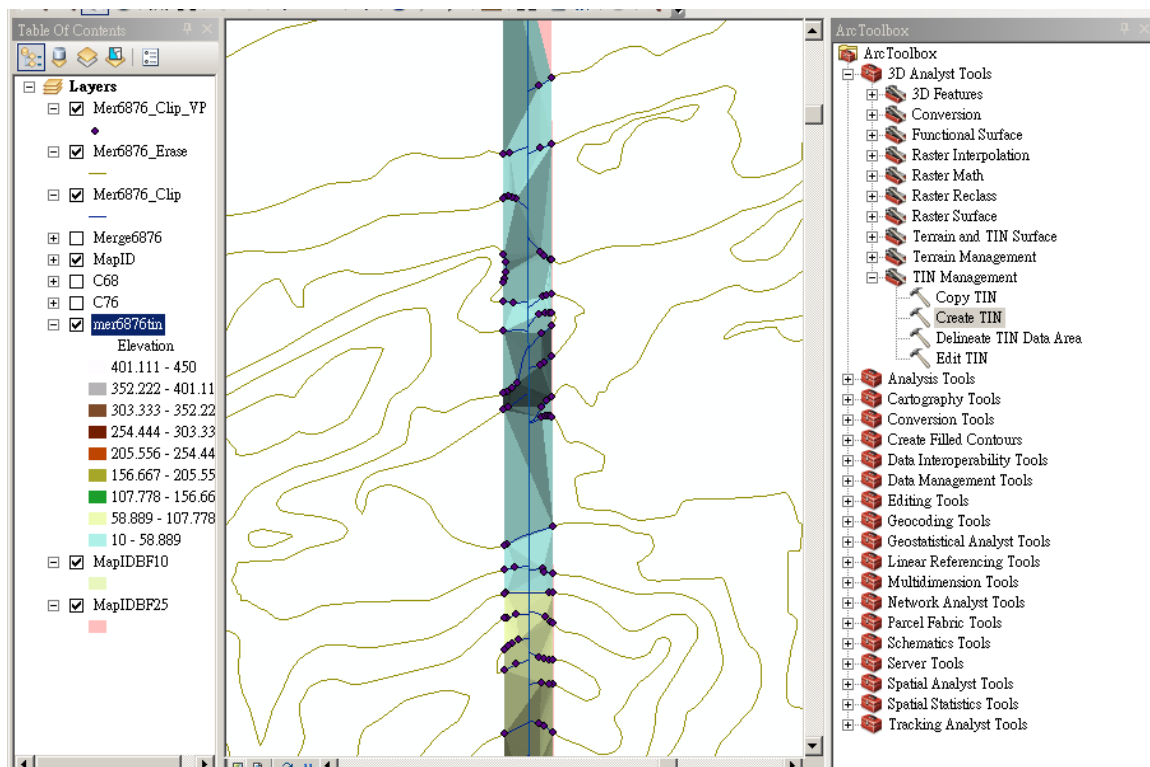 Table Of Contents
Layers
Mer6876_Clip_VP
Mer6876_Erase
Mer6876_Clip
Merge6876
MapID
C68
C76
mer6876tin
Elevation
401.111 - 450
352.222 - 401.11
303.333 - 352.22
254.444 - 303.33
205.556 - 254.44
156.667 - 205.55
107.778 - 156.66
58.889 - 107.778
10 - 58.889
MapIDBF10
MapIDBF25
ArcToolbox
ArcToolbox
3D Analyst Tools
3D Features
Conversion
Functional Surface
Raster Interpolation
Raster Math
Raster Reclass
Raster Surface
Terrain and TIN Surface
Terrain Management
TIN Management
Copy TIN
Create TIN
Delineate TIN Data Area
Edit TIN
Analysis Tools
Cartography Tools
Conversion Tools
Create Filled Contours
Data Interoperability Tools
Data Management Tools
Editing Tools
Geocoding Tools
Geostatistical Analyst Tools
Linear Referencing Tools
Multidimension Tools
Network Analyst Tools
Parcel Fabric Tools
Schematics Tools
Server Tools
Spatial Analyst Tools
Spatial Statistics Tools
Tracking Analyst Tools